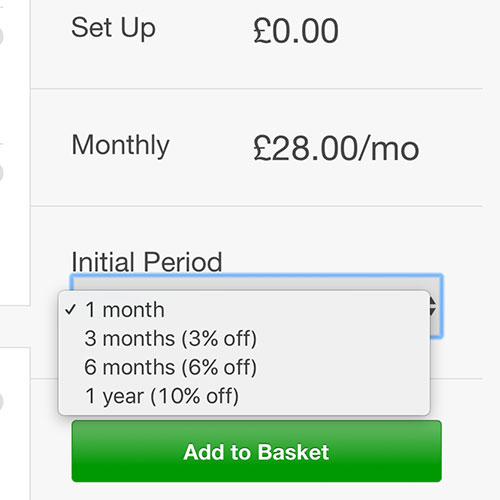 Set Up £0.00
Monthly £28.00/mo
Initial Period
✓ 1 month
3 months (3% off)
6 months (6% off)
1 year (10% off)
Add to Basket